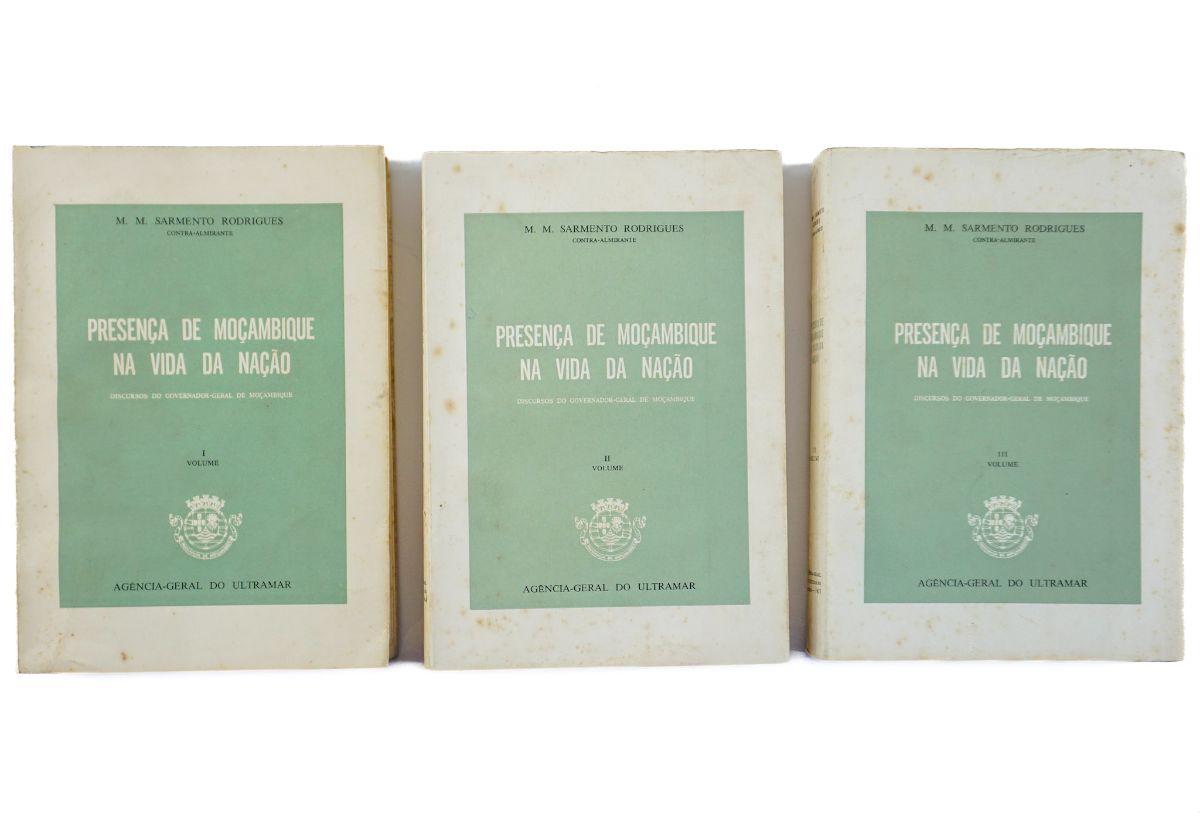 M. M. SARMENTO RODRIGUES
CONTRA-ALMIRANTE
PRESENÇA DE MOÇAMBIQUE
NA VIDA DA NAÇÃO
DISCURSOS DO GOVERNADOR-GERAL DE MOÇAMBIQUE
I
VOLUME
AGÊNCIA-GERAL DO ULTRAMAR
M. M. SARMENTO RODRIGUES
CONTRA-ALMIRANTE
PRESENÇA DE MOÇAMBIQUE
NA VIDA DA NAÇÃO
DISCURSOS DO GOVERNADOR-GERAL DE MOÇAMBIQUE
II
VOLUME
AGÊNCIA-GERAL DO ULTRAMAR
M. M. SARMENTO RODRIGUES
CONTRA-ALMIRANTE
PRESENÇA DE MOÇAMBIQUE
NA VIDA DA NAÇÃO
DISCURSOS DO GOVERNADOR-GERAL DE MOÇAMBIQUE
III
VOLUME
AGÊNCIA-GERAL DO ULTRAMAR